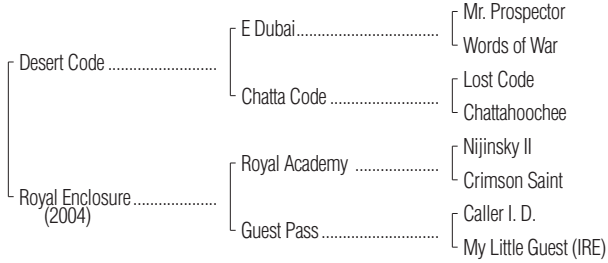 Mr. Prospector
E Dubai..................................
Words of War
Desert Code ..........................
Lost Code
Chatta Code ..........................
Chattahoochee
Nijinsky II
Royal Academy ....................
Crimson Saint
Royal Enclosure....................
(2004)
Caller I. D.
Guest Pass............................
My Little Guest (IRE)